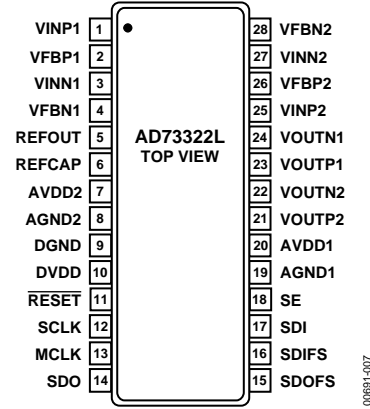 VINP1 1
VFBP1 2
VINN1 3
VFBN1 4
REFOUT 5
REFCAP 6
AVDD2 7
AGND2 8
DGND 9
DVDD 10
RESET 11
SCLK 12
MCLK 13
SDO 14
AD73322L
TOP VIEW
28 VFBN2
27 VINN2
26 VFBP2
25 VINP2
24 VOUTN1
23 VOUTP1
22 VOUTN2
21 VOUTP2
20 AVDD1
19 AGND1
18 SE
17 SDI
16 SDIFS
15 SDOFS
00691-007